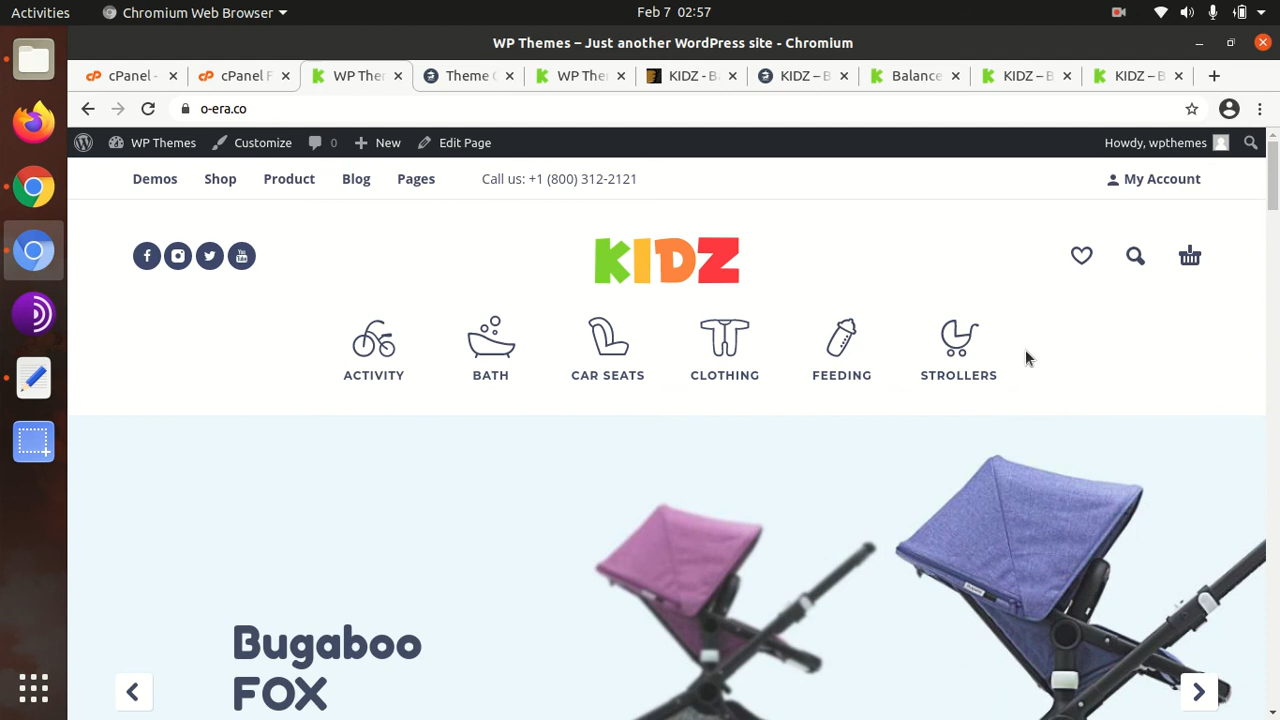 Activities
Chromium Web Browser
Feb 7 02:57
WP Themes – Just another WordPress site - Chromium
cPanel -
cPanel F
WP Ther
Theme
WP Ther
KIDZ - B
KIDZ – B
Balance
KIDZ – B
KIDZ – B
o-era.co
WP Themes
Customize
0
New
Edit Page
Howdy, wpthemes
Demos
Shop
Product
Blog
Pages
Call us: +1 (800) 312-2121
My Account
KIDZ
ACTIVITY
BATH
CAR SEATS
CLOTHING
FEEDING
STROLLERS
Bugaboo
FOX